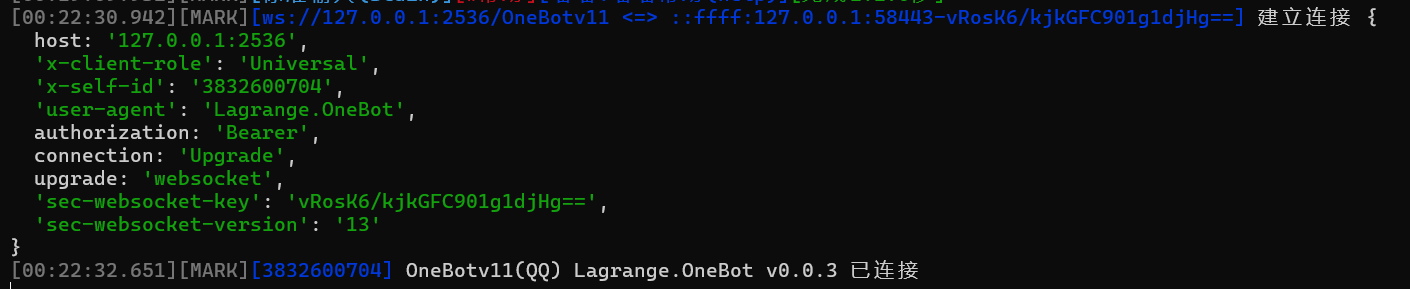 [00:22:30.942][MARK][ws://127.0.0.1:2536/OneBotv11 <=> ::ffff:127.0.0.1:58443-vRosK6/kjkGFC901g1djHg==] 建立连接 {
  host: '127.0.0.1:2536',
  'x-client-role': 'Universal',
  'x-self-id': '3832600704',
  'user-agent': 'Lagrange.OneBot',
  authorization: 'Bearer',
  connection: 'Upgrade',
  upgrade: 'websocket',
  'sec-websocket-key': 'vRosK6/kjkGFC901g1djHg==',
  'sec-websocket-version': '13'
}
[00:22:32.651][MARK][3832600704] OneBotv11(QQ) Lagrange.OneBot v0.0.3 已连接